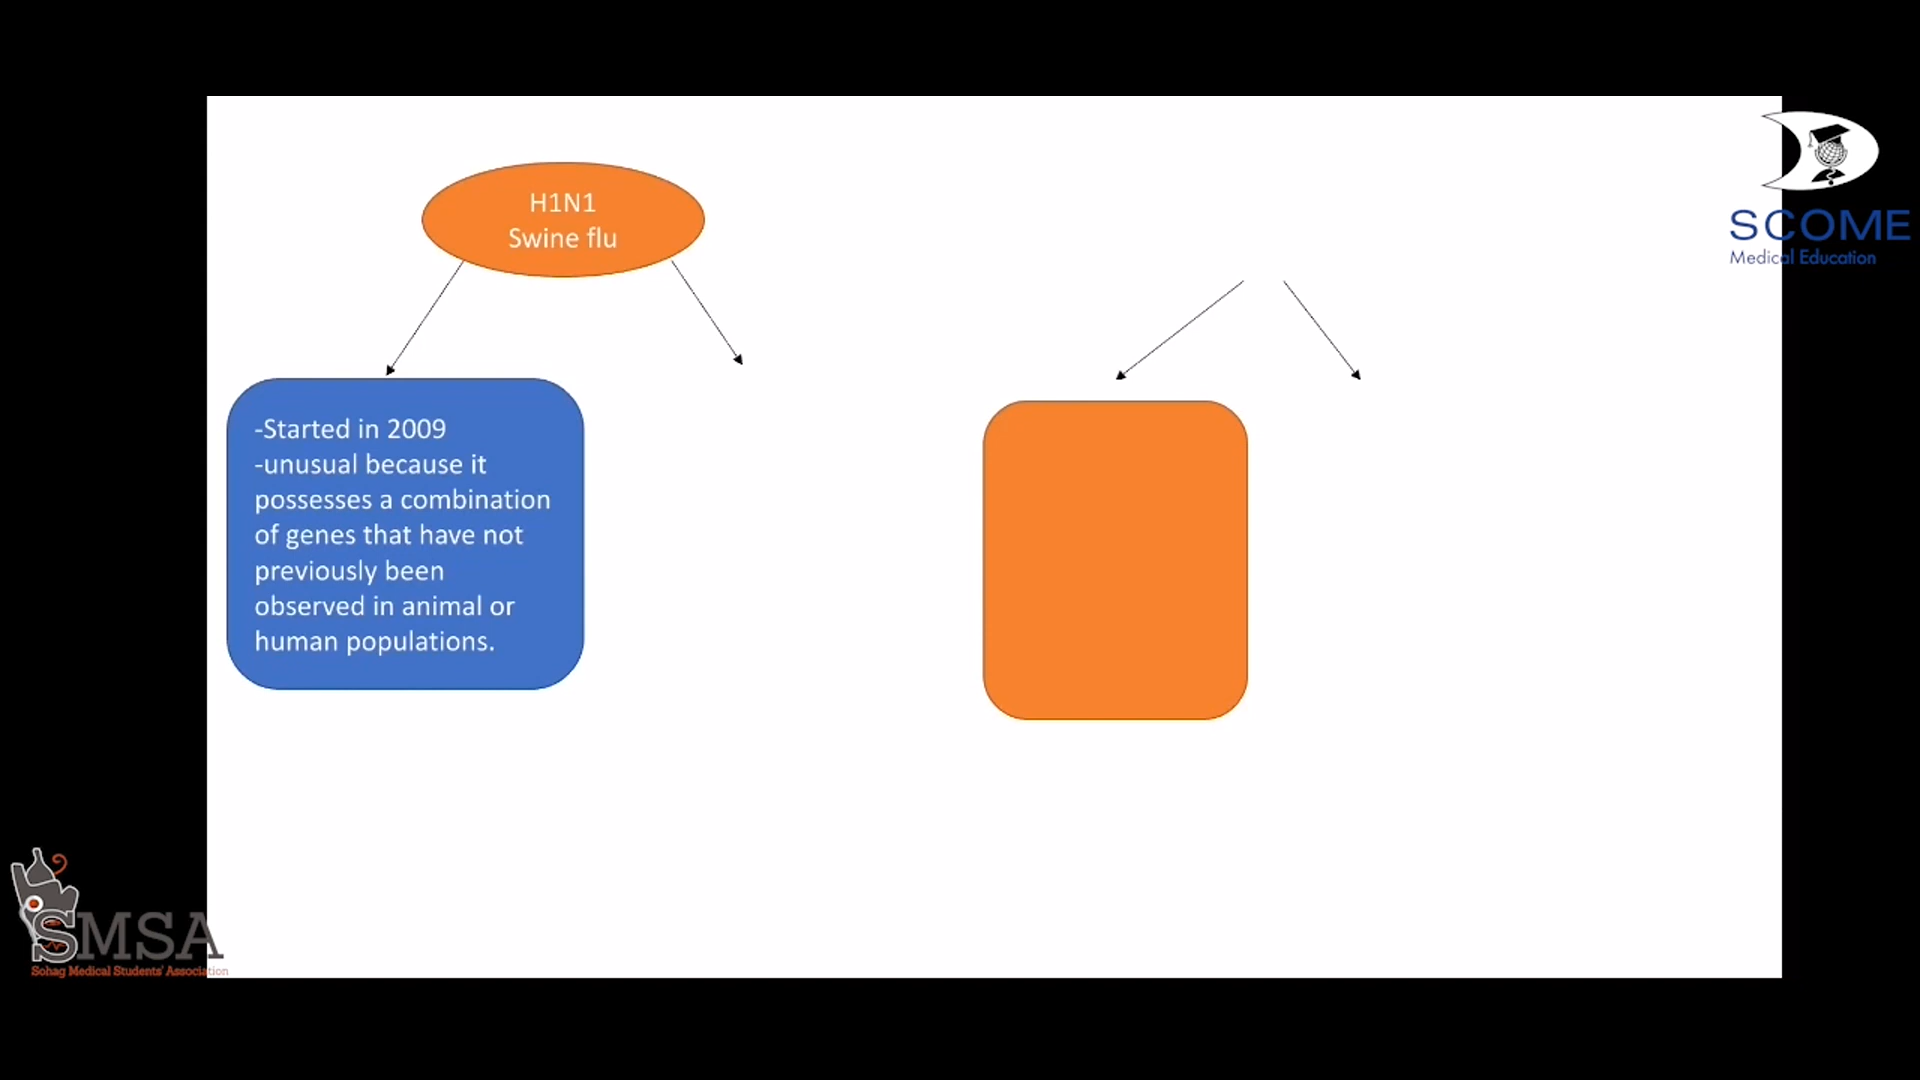 H1N1
Swine flu
-Started in 2009
-unusual because it
possesses a combination
of genes that have not
previously been
observed in animal or
human populations.
SCOME
Medical Education
SMSA
Sohag Medical Students' Association